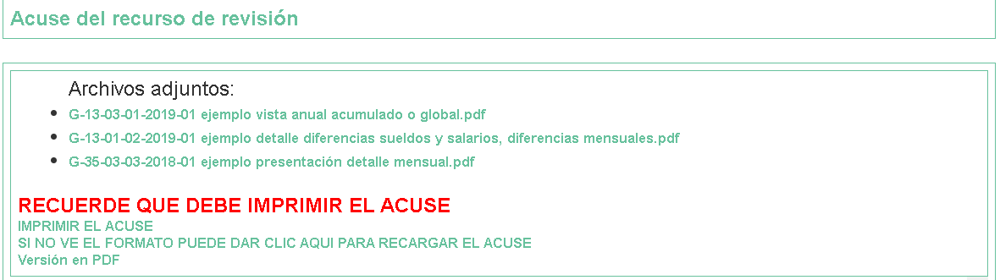 Acuse del recurso de revisión
Archivos adjuntos:
G-13-03-01-2019-01 ejemplo vista anual acumulado o global.pdf
G-13-01-02-2019-01 ejemplo detalle diferencias sueldos y salarios, diferencias mensuales.pdf
G-35-03-03-2018-01 ejemplo presentación detalle mensual.pdf
RECUERDE QUE DEBE IMPRIMIR EL ACUSE
IMPRIMIR EL ACUSE
SI NO VE EL FORMATO PUEDE DAR CLIC AQUI PARA RECARGAR EL ACUSE
Versión en PDF